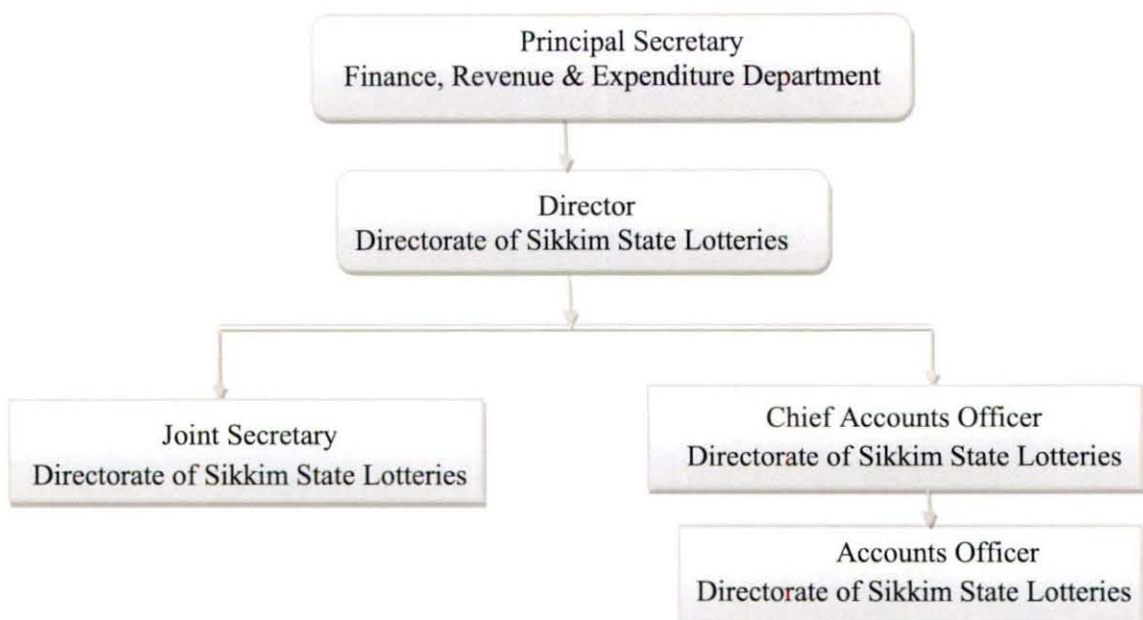 Principal Secretary
Finance, Revenue & Expenditure Department
Director
Directorate of Sikkim State Lotteries
Joint Secretary
Directorate of Sikkim State Lotteries
Chief Accounts Officer
Directorate of Sikkim State Lotteries
Accounts Officer
Directorate of Sikkim State Lotteries